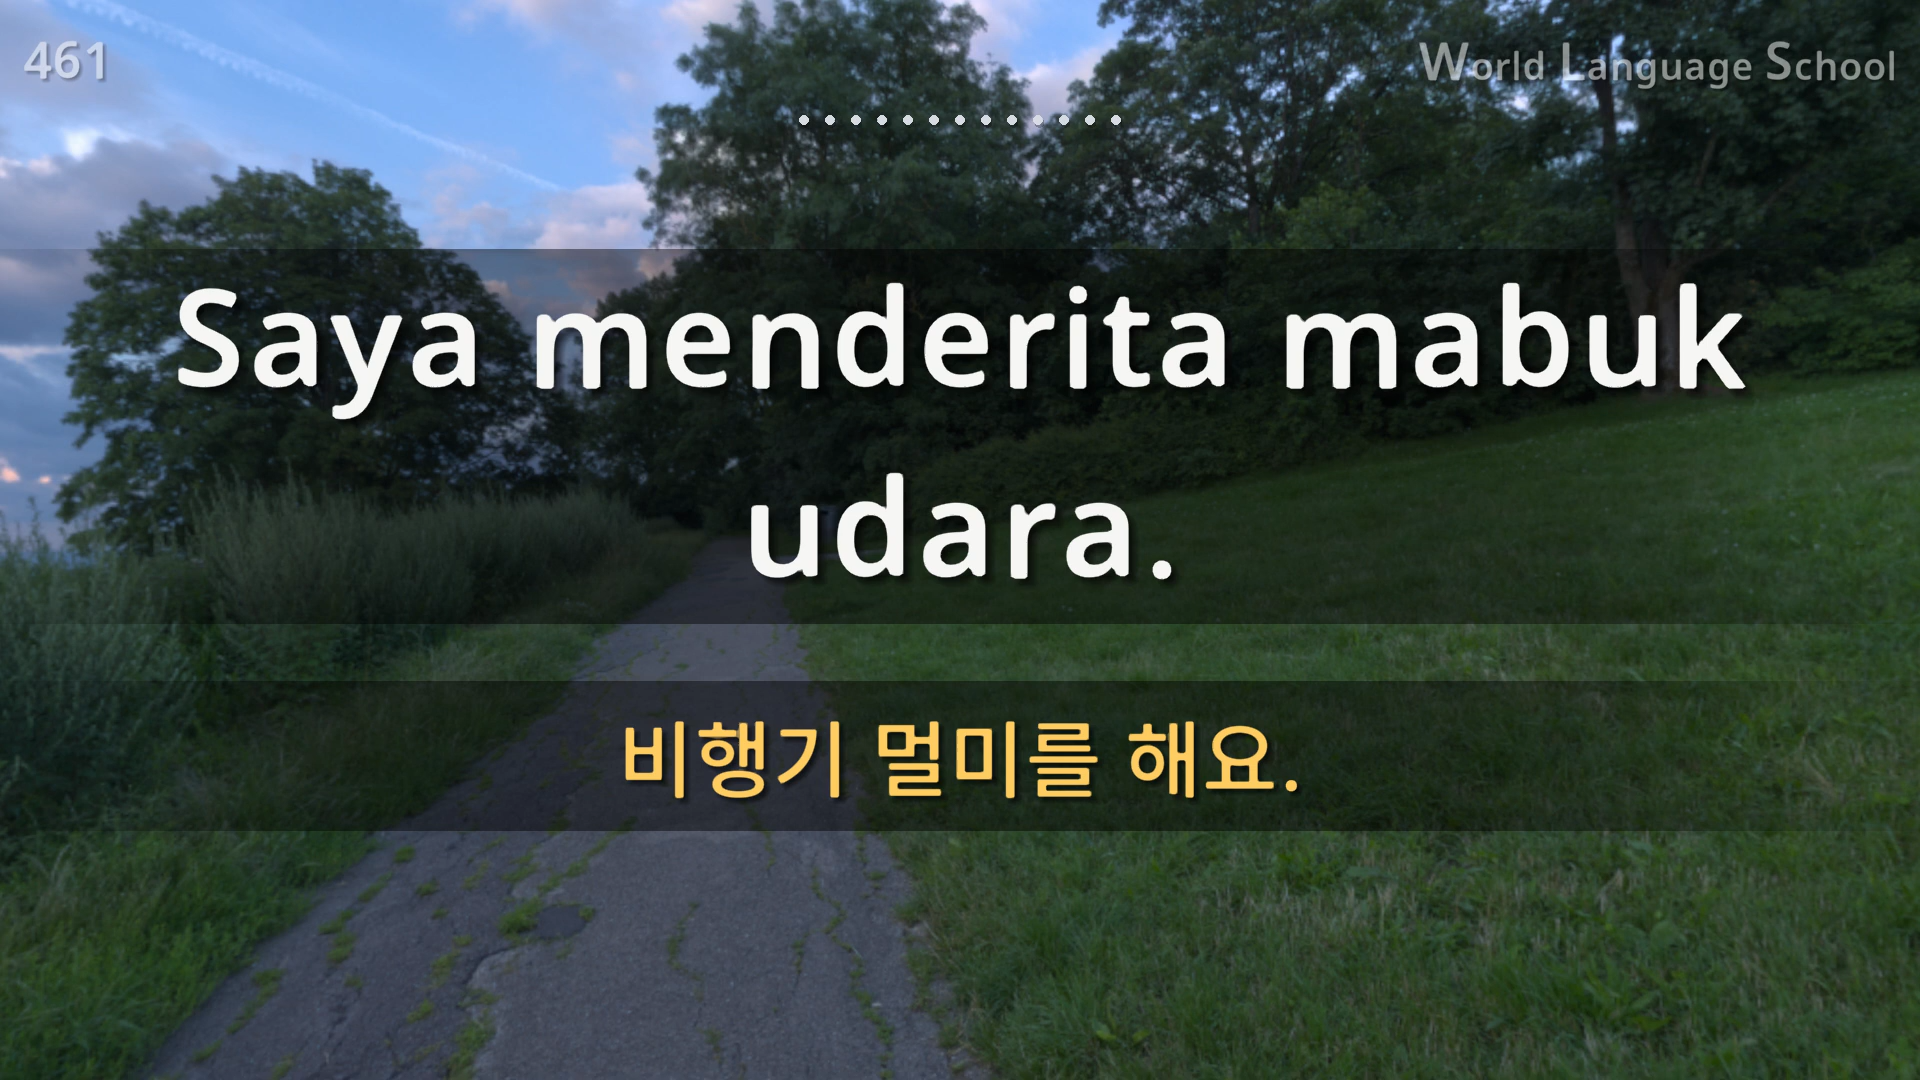 461
World Language School
Saya menderita mabuk
udara.
비행기 멀미를 해요.